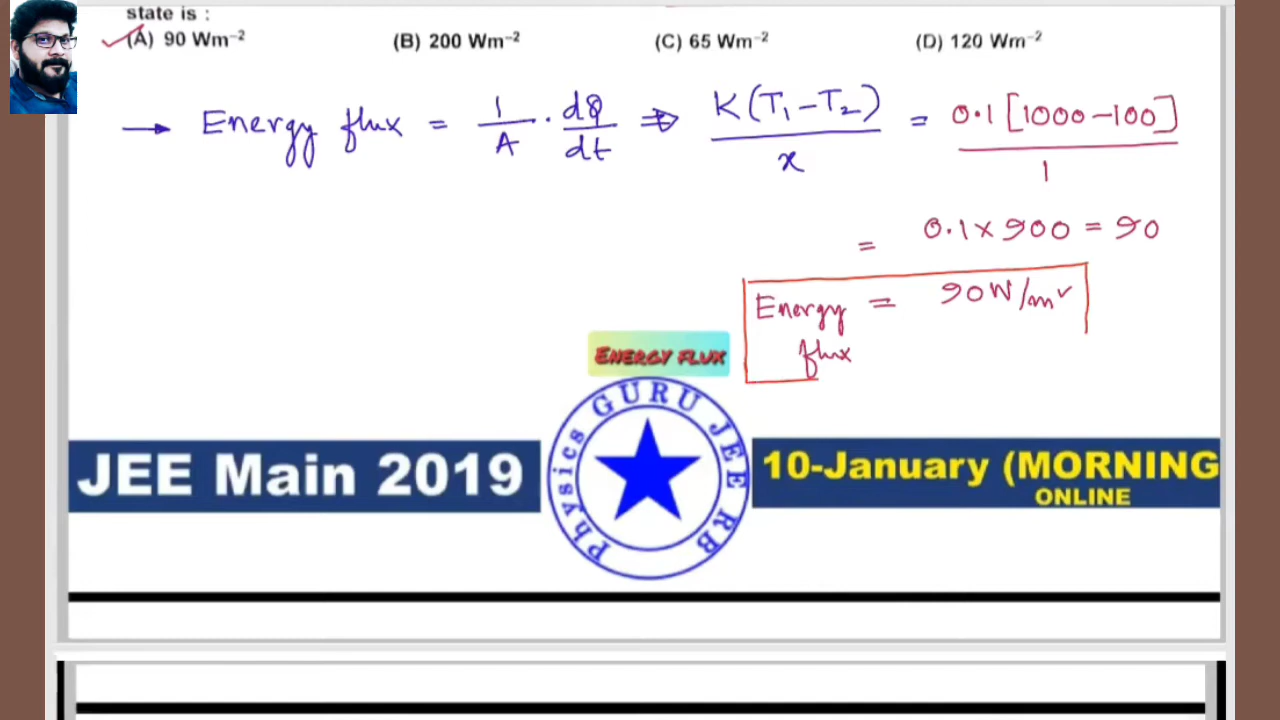 state is :
(A) 90 Wm⁻² (B) 200 Wm⁻² (C) 65 Wm⁻² (D) 120 Wm⁻²
→ Energy flux = 1/A · dQ/dt ⇒ K(T₁-T₂)/x = 0.1[1000-100]/1
= 0.1×900 = 90
Energy flux = 90W/m²
ENERGY FLUX
Physics GURU JEE RB
JEE Main 2019
10-January (MORNING
ONLINE